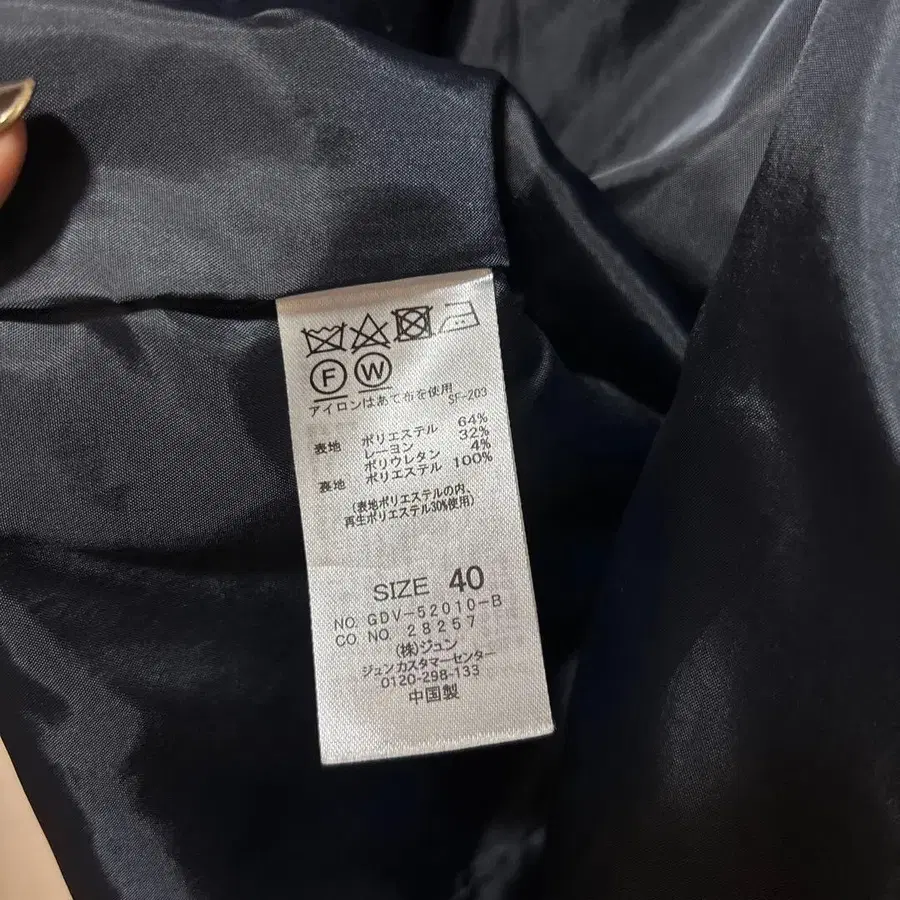 F W
アイロンはあて布を使用 SF-203
表地 ポリエステル 64%
レーヨン 32%
ポリウレタン 4%
裏地 ポリエステル 100%
(表地ポリエステルの内、
再生ポリエステル30%使用)
SIZE 40
NO. GDV-52010-B
CO NO. 28257
(株)ジュン
ジュンカスタマーセンター
0120-298-133
中国製